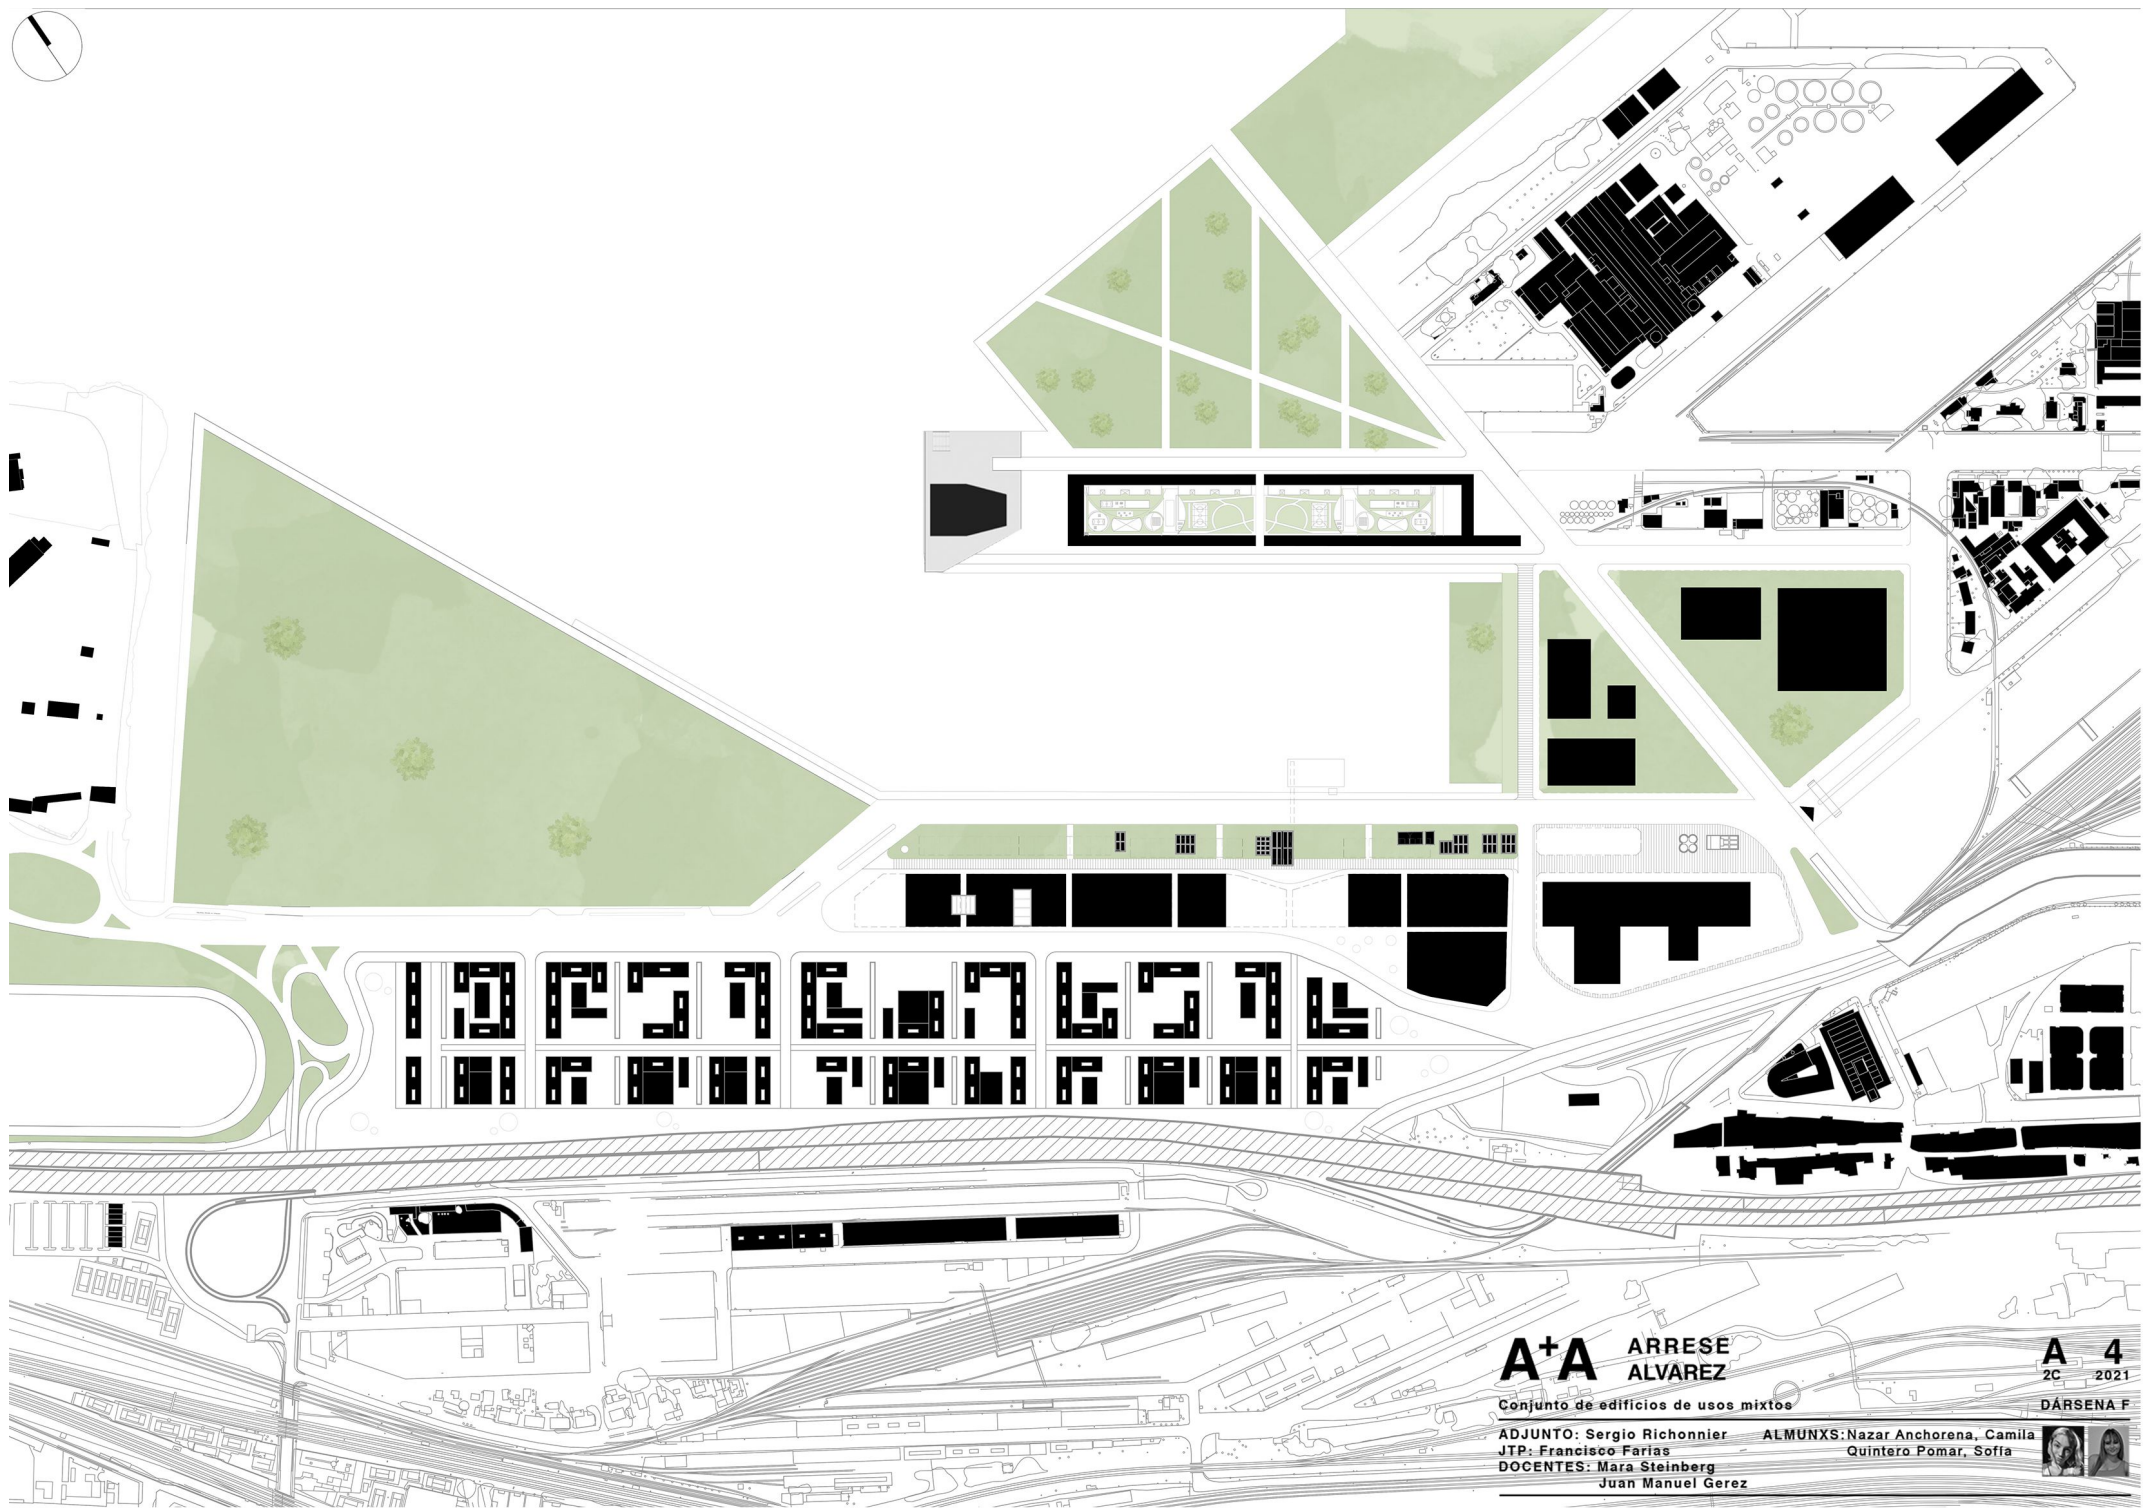 A+A ARRESE ALVAREZ
A 4
2C 2021
Conjunto de edificios de usos mixtos
DÁRSENA F
ADJUNTO: Sergio Richonnier
JTP: Francisco Farias
DOCENTES: Mara Steinberg
Juan Manuel Gerez
ALMUNXS: Nazar Anchorena, Camila
Quintero Pomar, Sofía